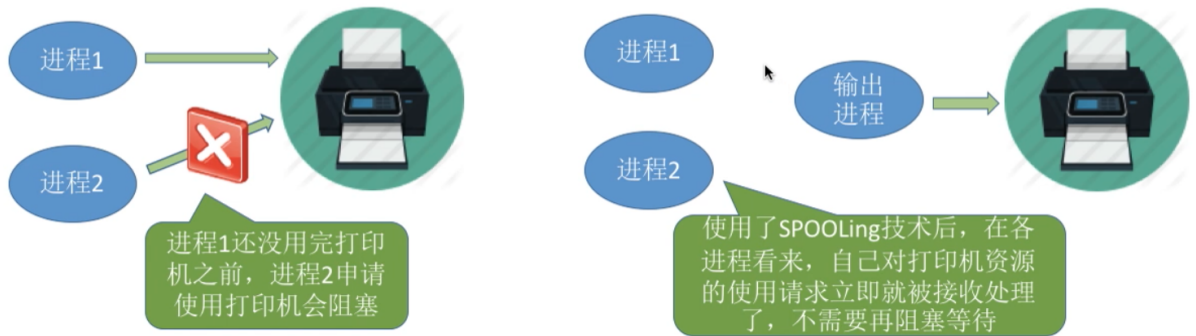 进程1
进程2
进程1还没用完打印
机之前，进程2申请
使用打印机会阻塞
进程1
输出
进程
进程2
使用了SPOOLing技术后，在各
进程看来，自己对打印机资源
的使用请求立即就被接收处理
了，不需要再阻塞等待